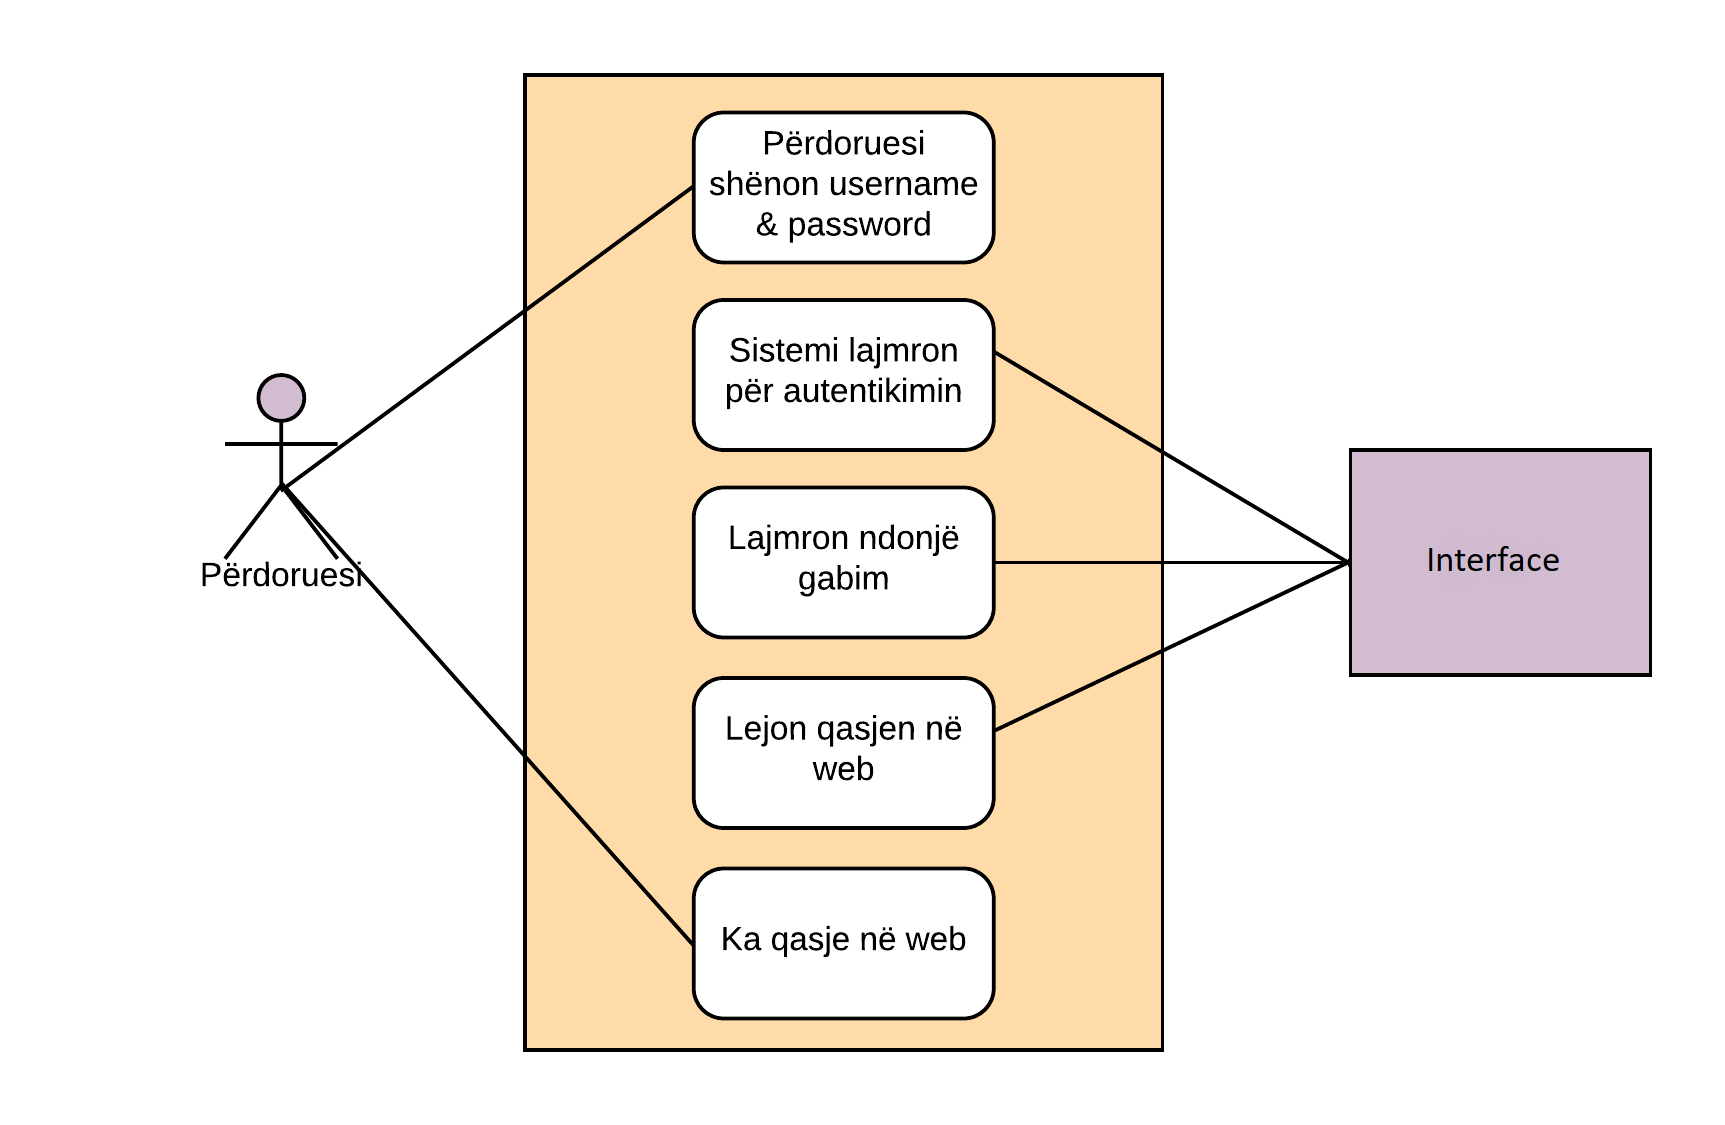 Përdoruesi
shënon username
& password
Sistemi lajmron
për autentikimin
Lajmron ndonjë
gabim
Interface
Përdoruesi
Lejon qasjen në
web
Ka qasje në web